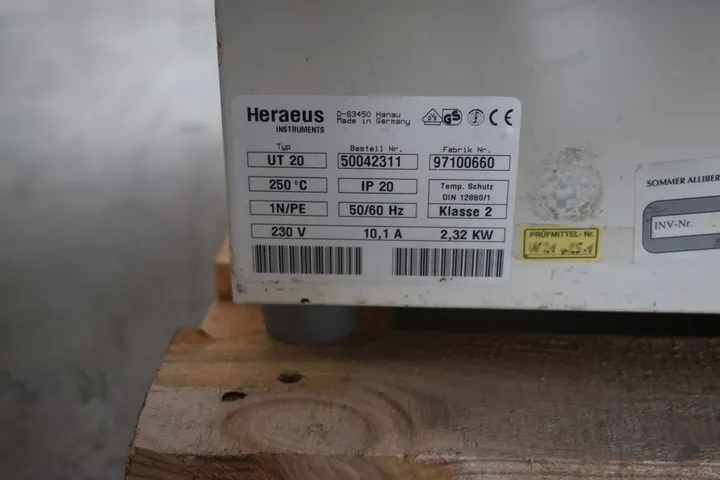 Heraeus
INSTRUMENTS
D-63450 Hanau
Made in Germany
GS CE
Typ Bestell Nr. Fabrik Nr.
UT 20 50042311 97100660
250 °C IP 20 Temp. Schutz
DIN 12880/1
1N/PE 50/60 Hz Klasse 2
230 V 10,1 A 2,32 KW
PRÜFMITTEL-Nr.
SOMMER ALLIBER
INV-Nr.